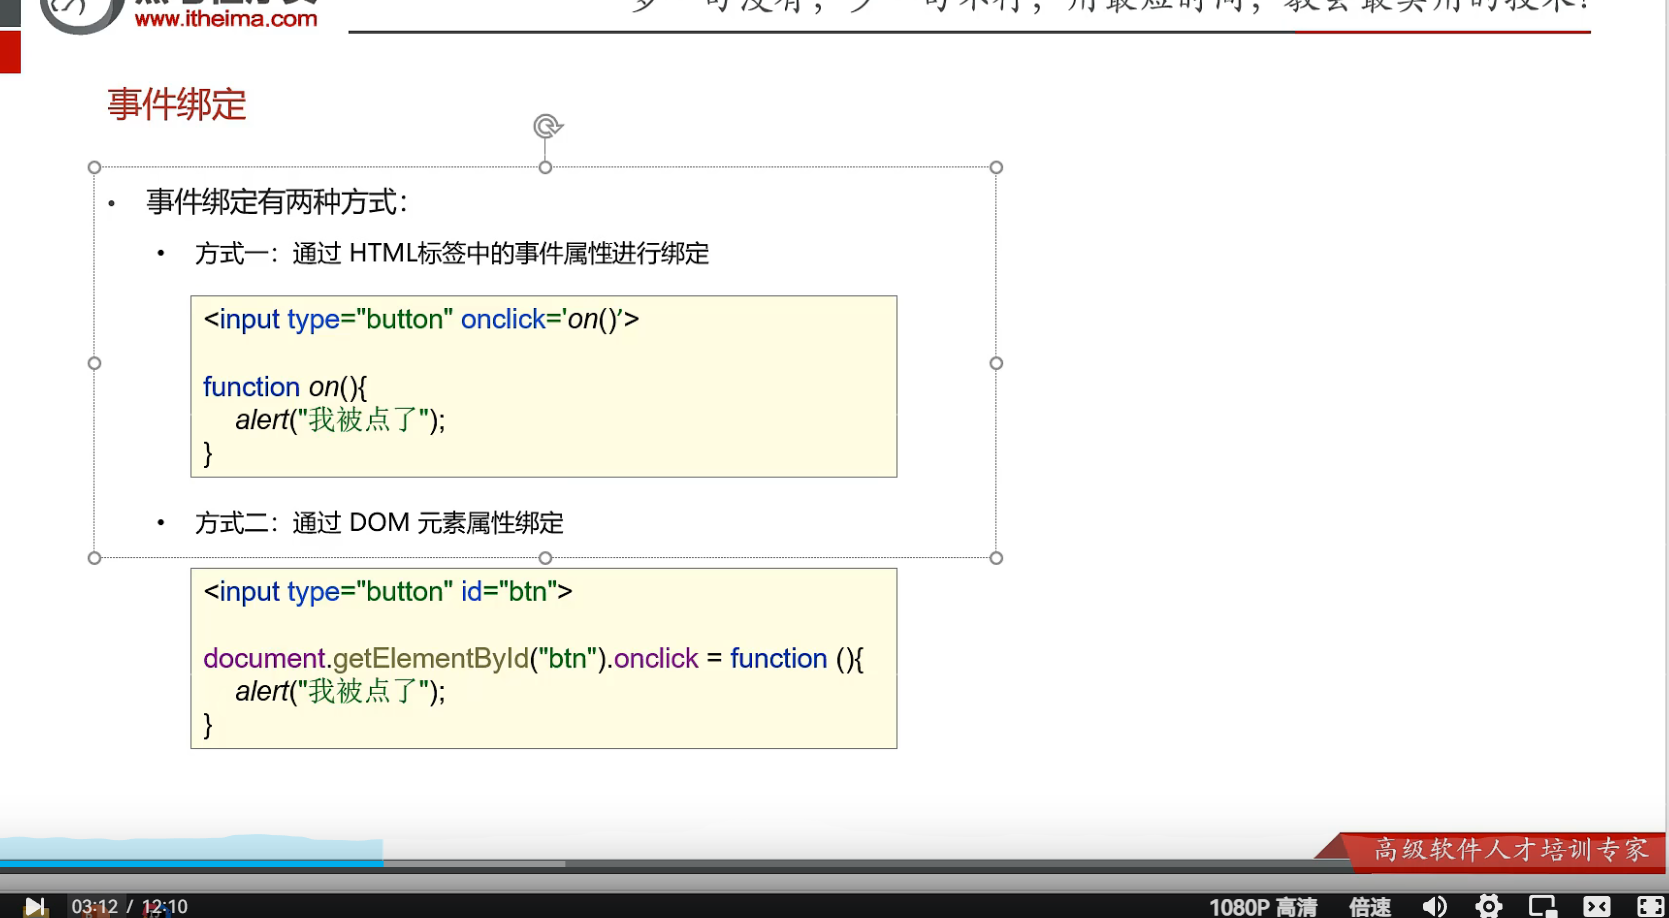 www.itheima.com
事件绑定
• 事件绑定有两种方式：
• 方式一：通过 HTML标签中的事件属性进行绑定
<input type="button" onclick='on()’>
function on(){
alert("我被点了");
}
• 方式二：通过 DOM 元素属性绑定
<input type="button" id="btn">
document.getElementById("btn").onclick = function (){
alert("我被点了");
}
高级软件人才培训专家
03:12 / 12:10
1080P 高清 倍速